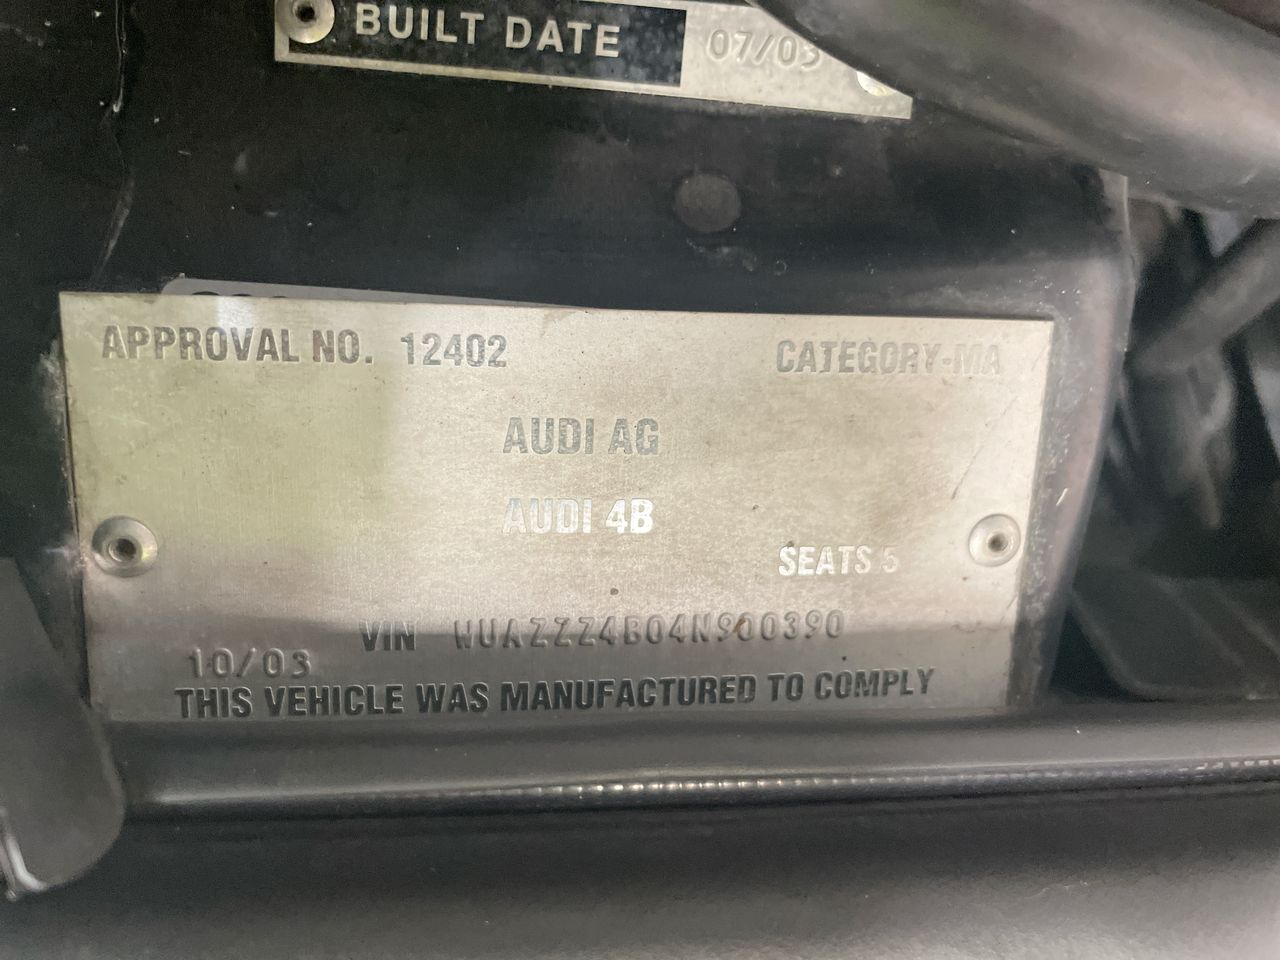 BUILT DATE 07/03
APPROVAL NO. 12402 CATEGORY-MA
AUDI AG
AUDI 4B
SEATS 5
VIN WUAZZZ4B04N900390
10/03
THIS VEHICLE WAS MANUFACTURED TO COMPLY